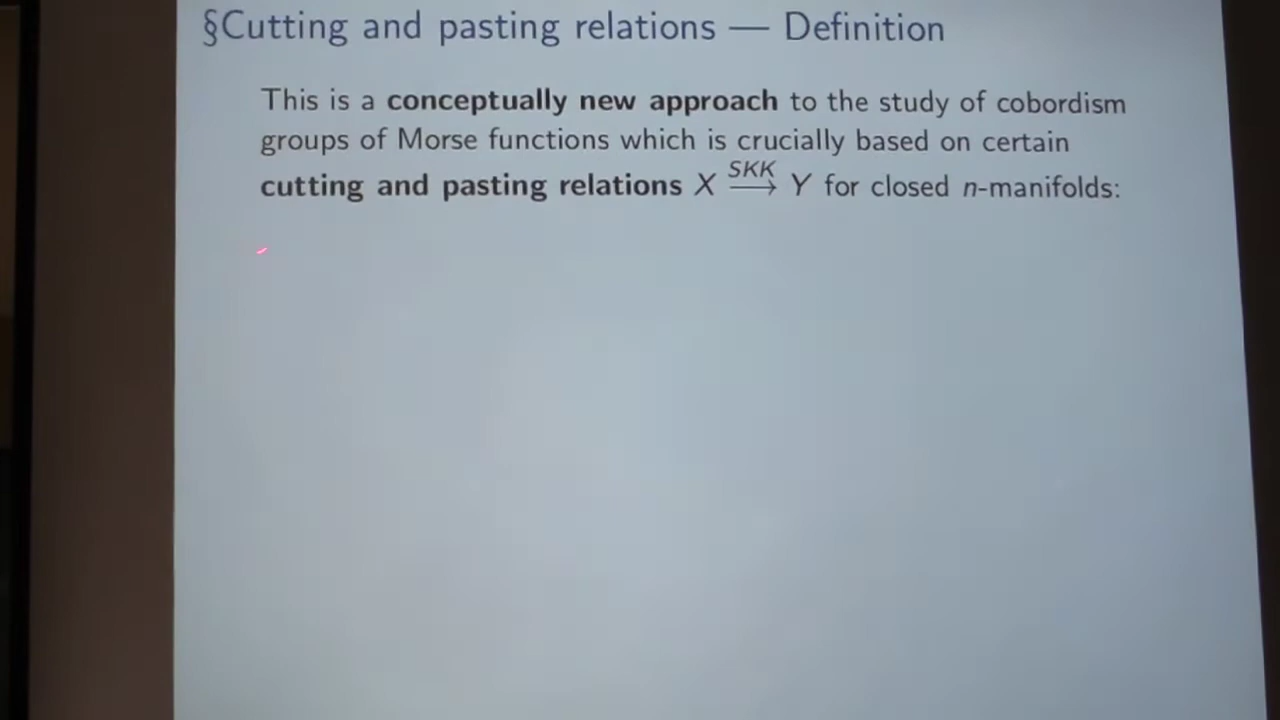 §Cutting and pasting relations — Definition
This is a conceptually new approach to the study of cobordism
groups of Morse functions which is crucially based on certain
cutting and pasting relations X \xrightarrow{SKK} Y for closed n-manifolds: